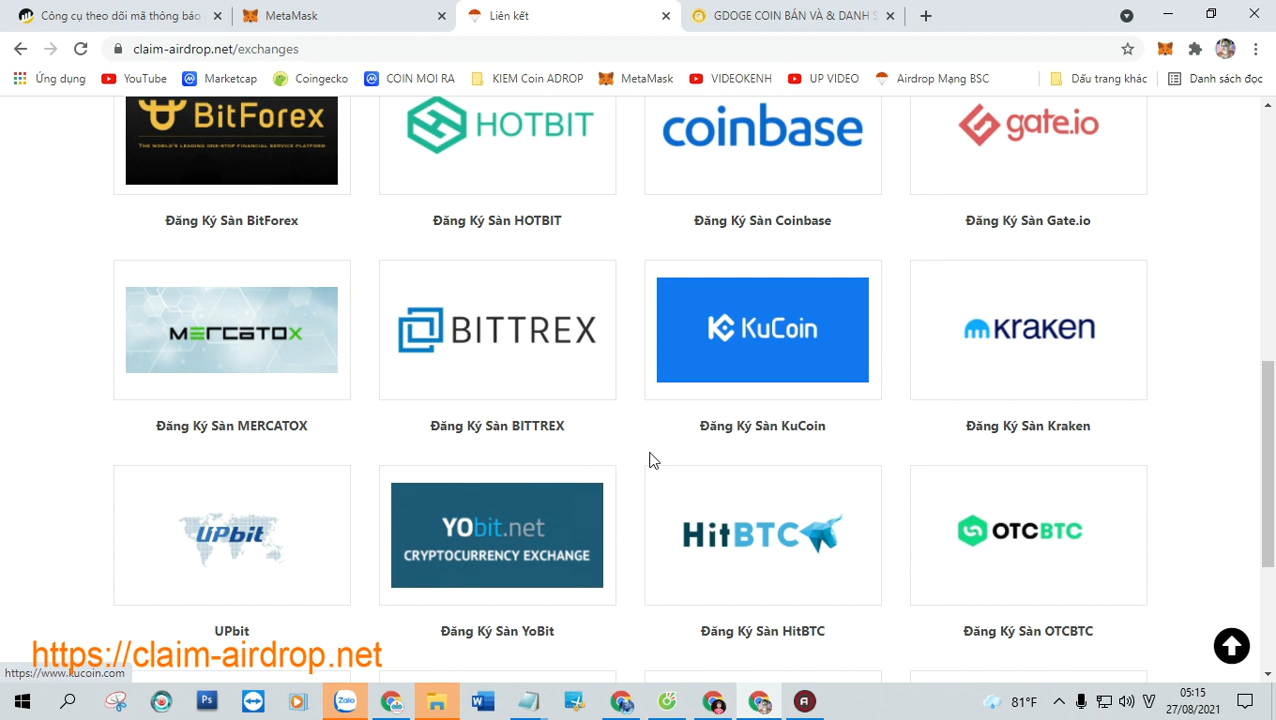 Công cụ theo dõi mã thông báo
MetaMask
Liên kết
GDOGE COIN BẢN VÀ & DANH S
claim-airdrop.net/exchanges
Ứng dụng
YouTube
Marketcap
Coingecko
COIN MOI RA
KIEM Coin ADROP
MetaMask
VIDEOKENH
UP VIDEO
Airdrop Mạng BSC
Dấu trang khác
Danh sách đọc
BITFOREX
THE WORLD'S LEADING ONE-STOP FINANCIAL SERVICE PLATFORM
HOTBIT
coinbase
gate.io
Đăng Ký Sàn BitForex
Đăng Ký Sàn HOTBIT
Đăng Ký Sàn Coinbase
Đăng Ký Sàn Gate.io
MERCATOX
BITTREX
KuCoin
kraken
Đăng Ký Sàn MERCATOX
Đăng Ký Sàn BITTREX
Đăng Ký Sàn KuCoin
Đăng Ký Sàn Kraken
UPbit
YObit.net
CRYPTOCURRENCY EXCHANGE
HitBTC
OTCBTC
UPbit
Đăng Ký Sàn YoBit
Đăng Ký Sàn HitBTC
Đăng Ký Sàn OTCBTC
https://claim-airdrop.net
https://www.kucoin.com
Ps
Zalo
81°F
V
05:15
27/08/2021